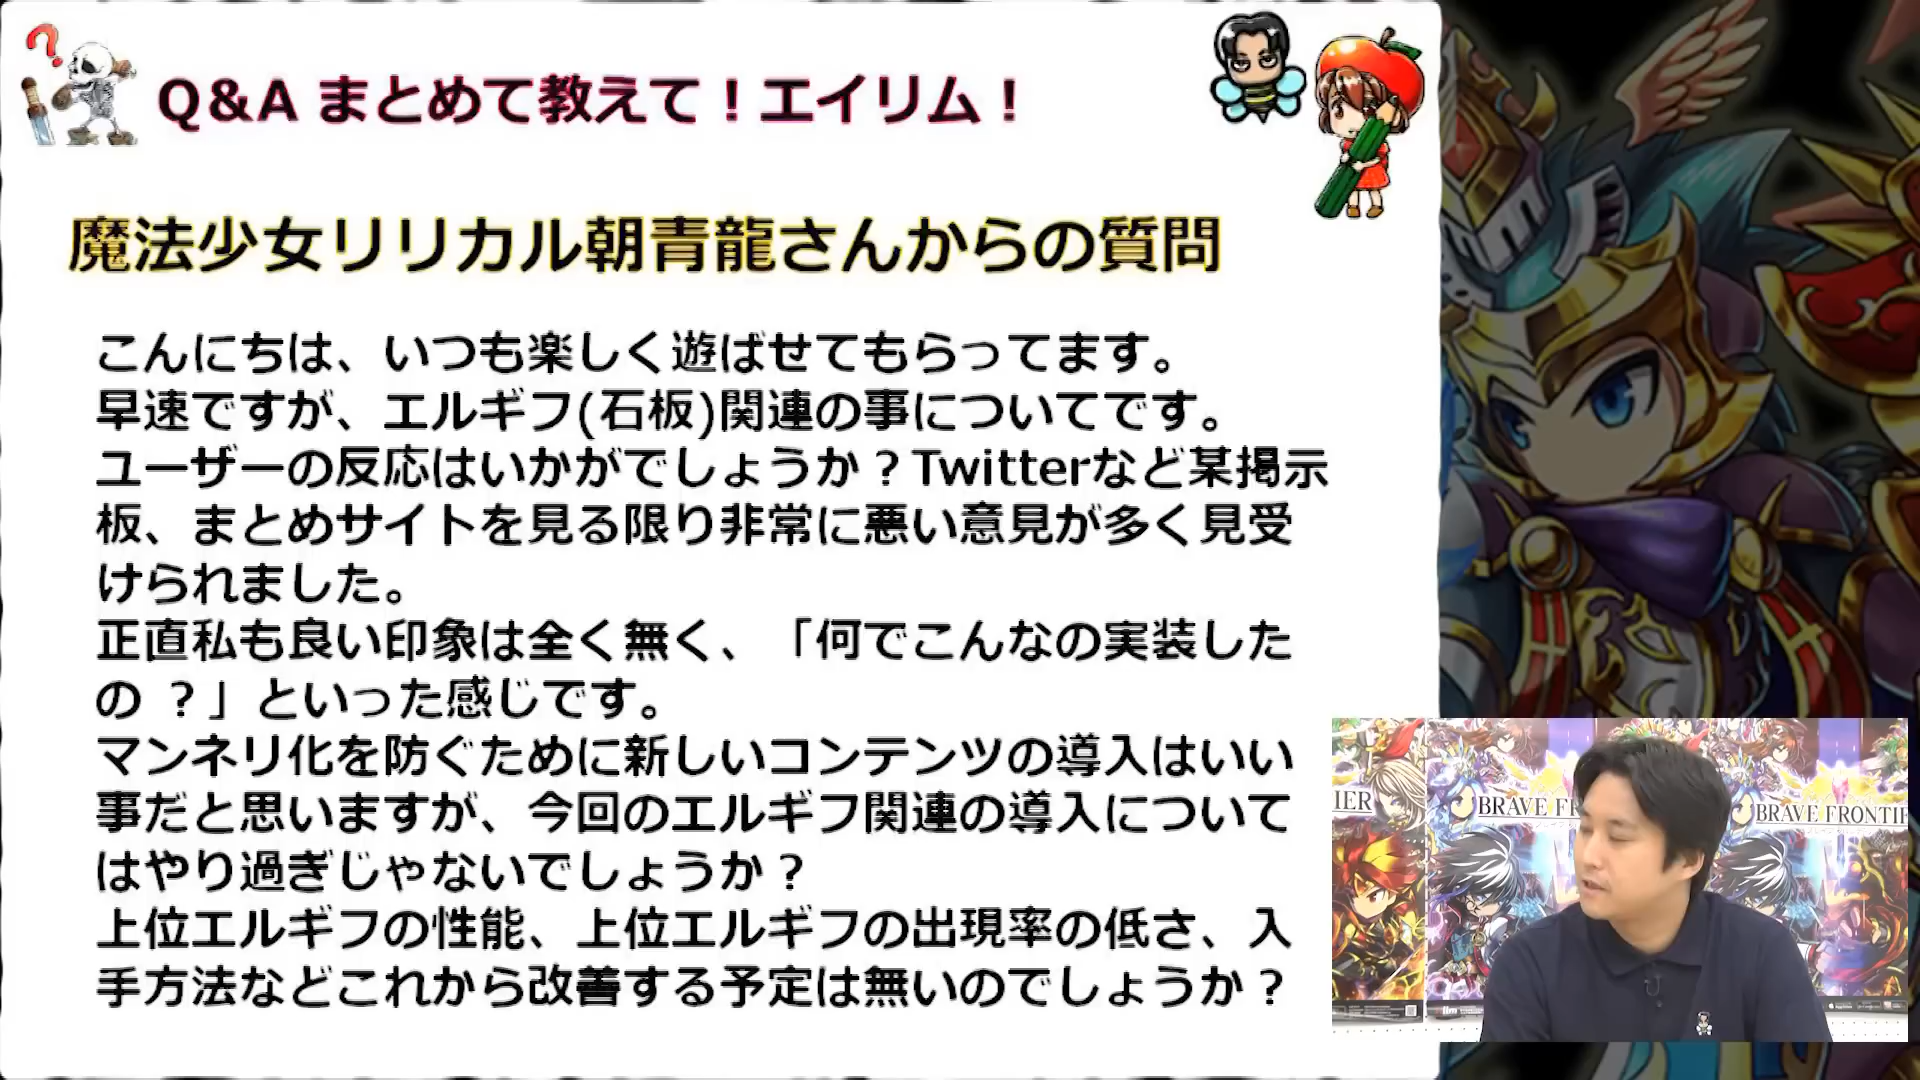 Q&A まとめて教えて!エイリム!
魔法少女リリカル朝青龍さんからの質問
こんにちは、いつも楽しく遊ばせてもらってます。
早速ですが、エルギフ(石板)関連の事についてです。
ユーザーの反応はいかがでしょうか?Twitterなど某掲示
板、まとめサイトを見る限り非常に悪い意見が多く見受
けられました。
正直私も良い印象は全く無く、「何でこんなの実装した
の ?」といった感じです。
マンネリ化を防ぐために新しいコンテンツの導入はいい
事だと思いますが、今回のエルギフ関連の導入について
はやり過ぎじゃないでしょうか?
上位エルギフの性能、上位エルギフの出現率の低さ、入
手方法などこれから改善する予定は無いのでしょうか?
IER
BRAVE FR
BRAVE FRONTIE